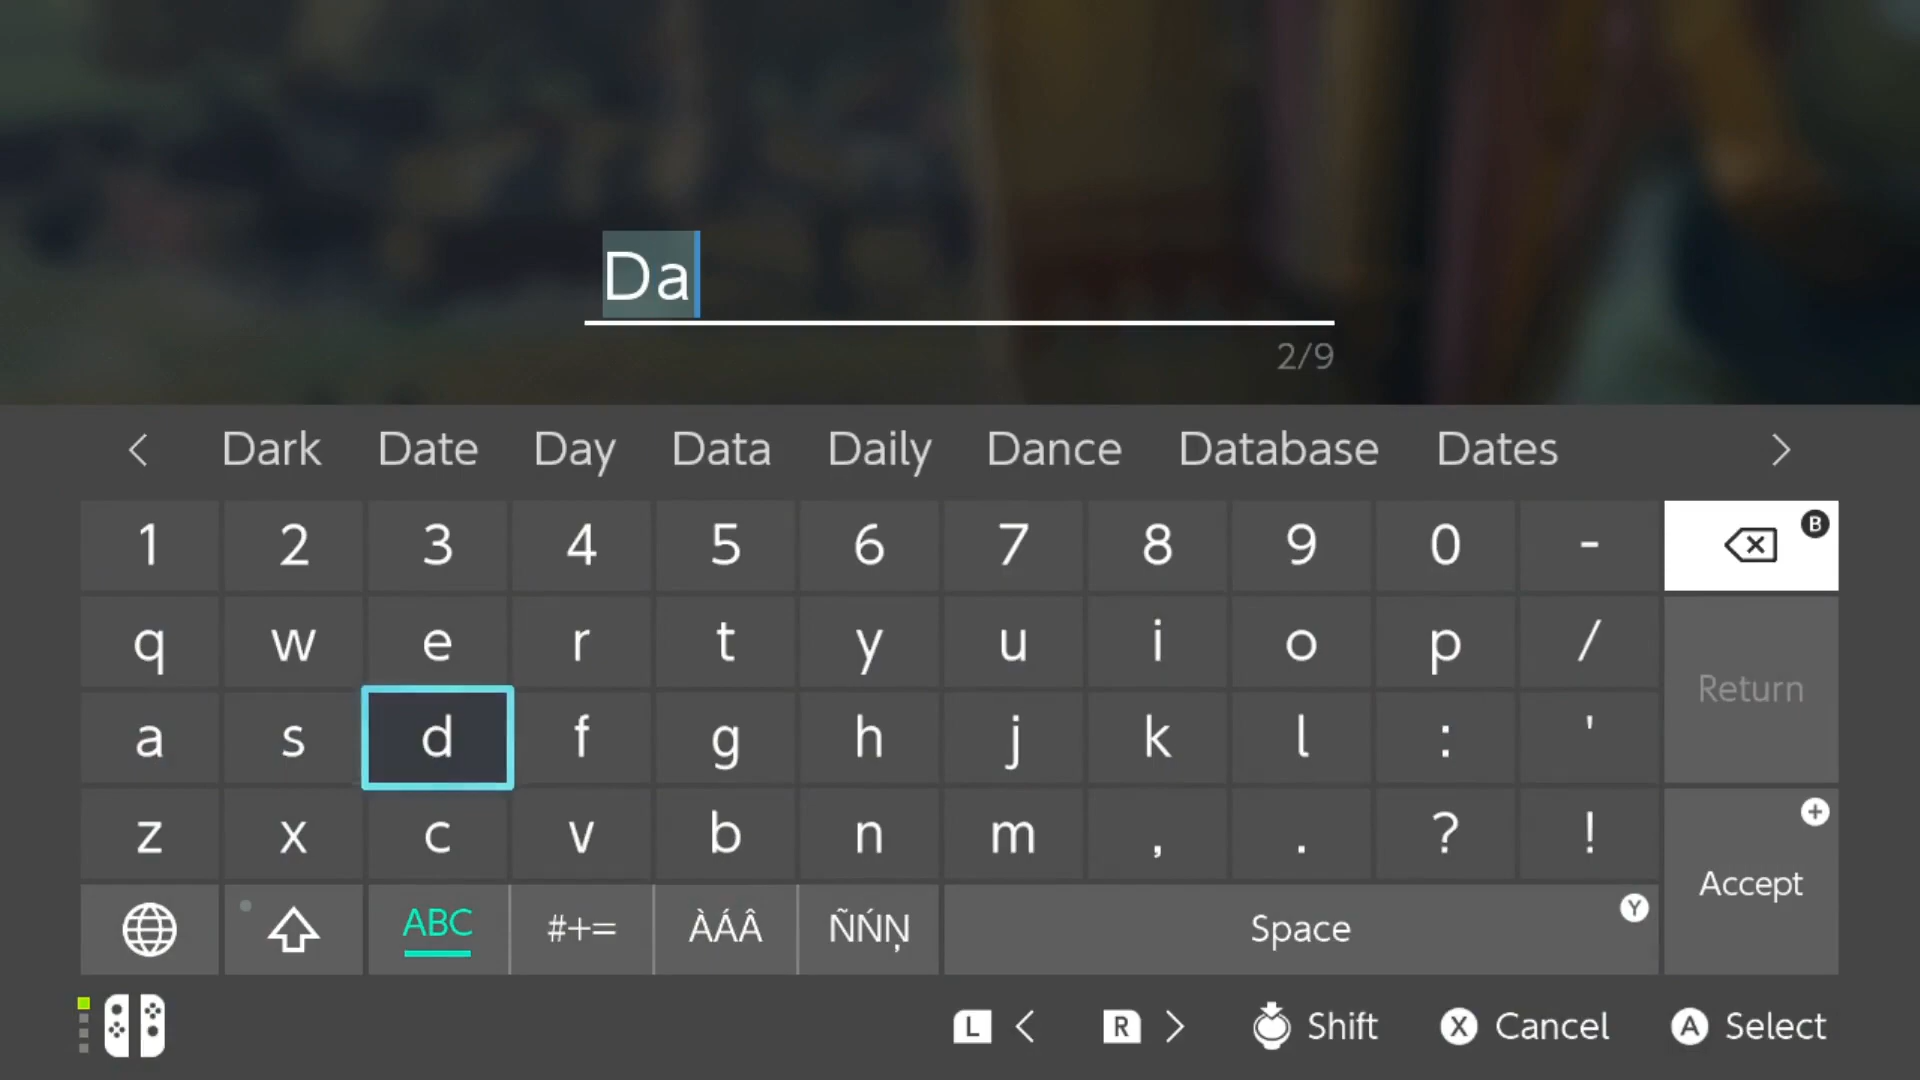 Da
2/9
< Dark Date Day Data Daily Dance Database Dates >
1 2 3 4 5 6 7 8 9 0 - B
q w e r t y u i o p / Return
a s d f g h j k l : '
z x c v b n m , . ? ! + Accept
ABC #+= ÀÁÂ ÑŃŅ Space Y
L < R > Shift X Cancel A Select